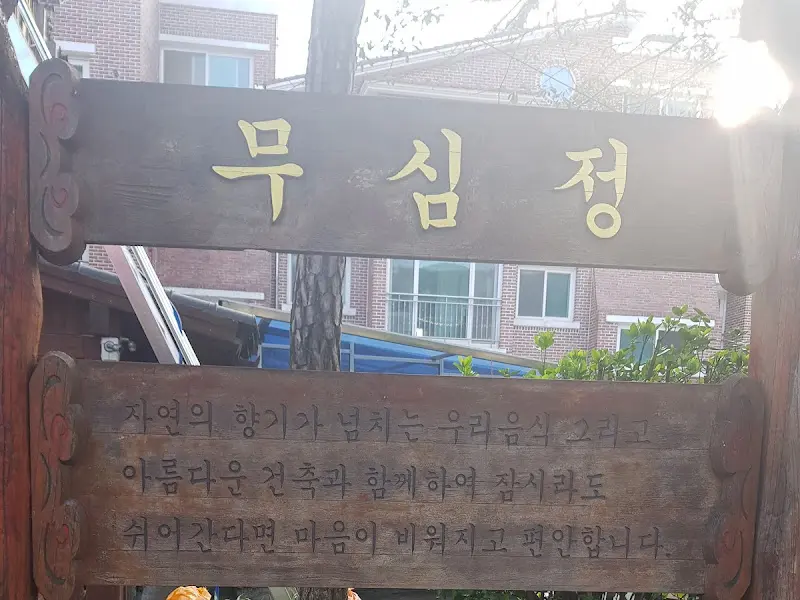 무심정
자연의 향기가 넘치는 우리음식 그리고
아름다운 건축과 함께하여 잠시라도
쉬어간다면 마음이 비워지고 편안합니다.